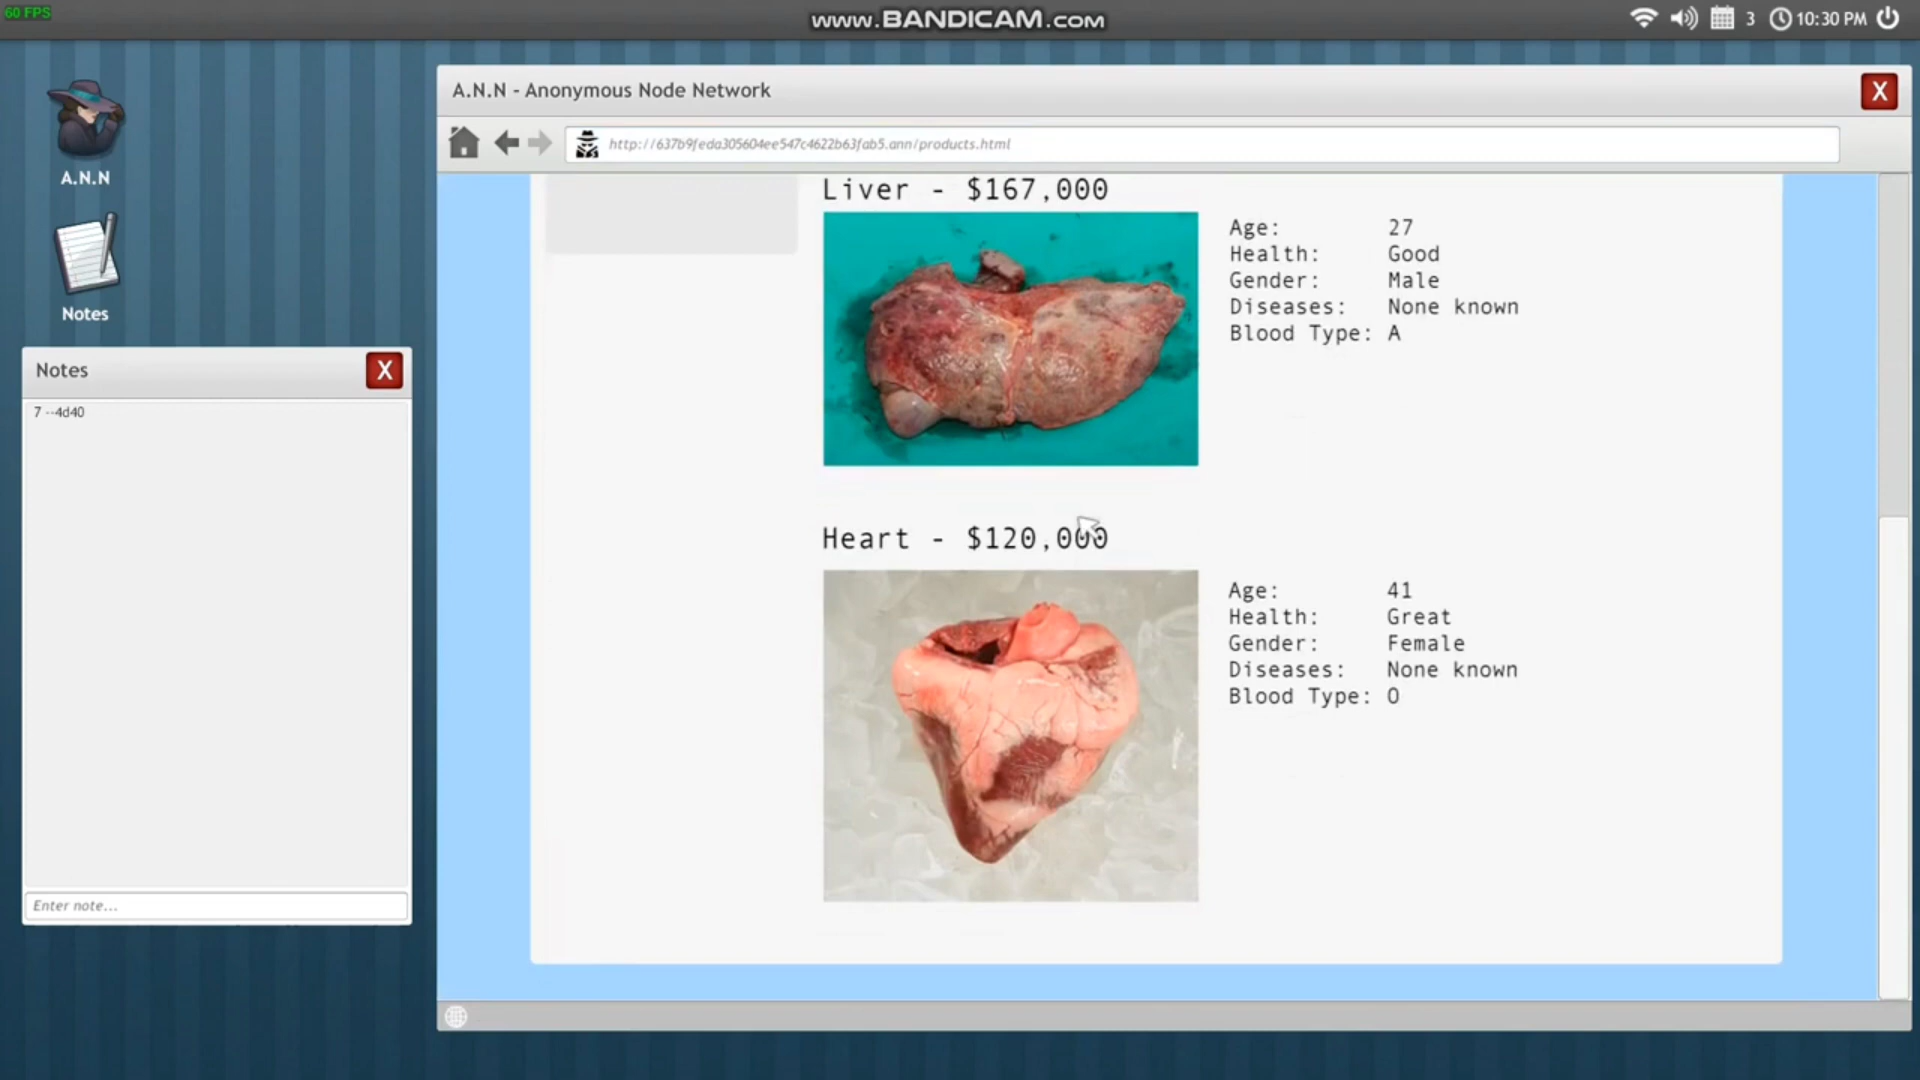 60 FPS
www.BANDICAM.com
3
10:30 PM
A.N.N
Notes
Notes
X
7 --4d40
Enter note...
A.N.N - Anonymous Node Network
X
http://637b9feda305604ee547c4622b63fab5.ann/products.html
Liver - $167,000
Age: 27
Health: Good
Gender: Male
Diseases: None known
Blood Type: A
Heart - $120,000
Age: 41
Health: Great
Gender: Female
Diseases: None known
Blood Type: O